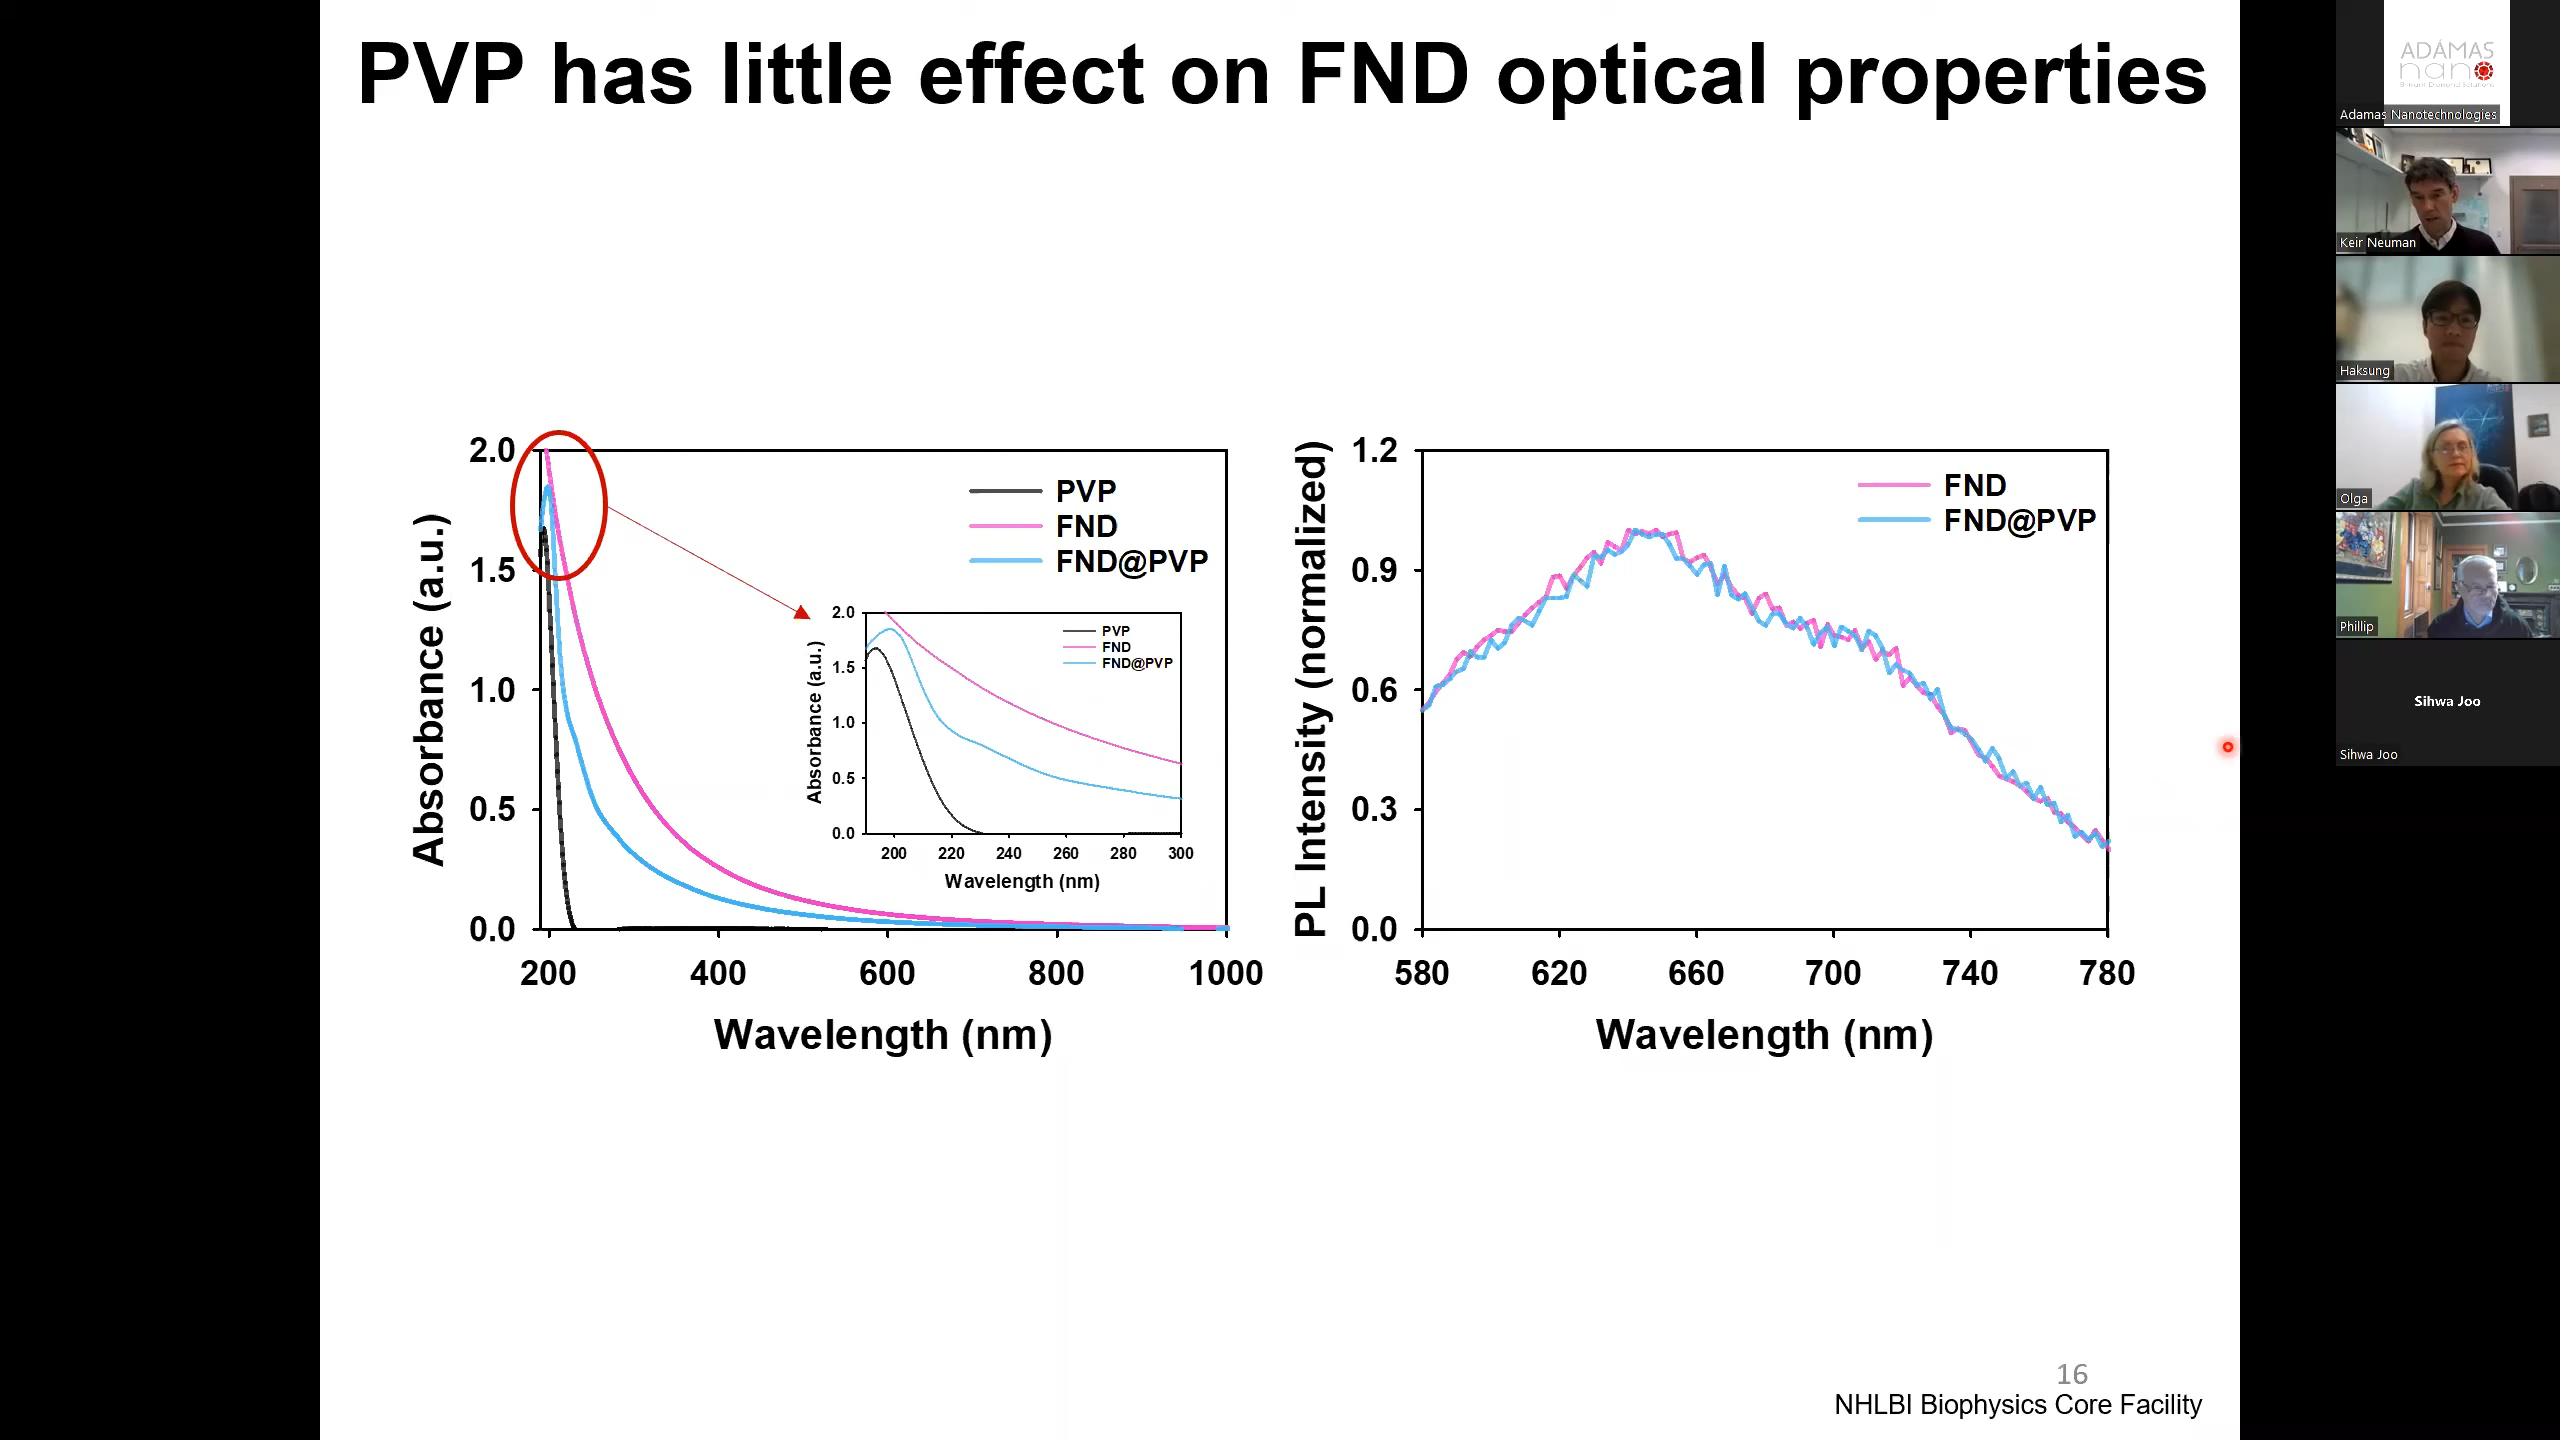 PVP has little effect on FND optical properties
2.0
1.5
1.0
0.5
0.0
Absorbance (a.u.)
200 400 600 800 1000
Wavelength (nm)
PVP
FND
FND@PVP
2.0
1.5
1.0
0.5
0.0
Absorbance (a.u.)
200 220 240 260 280 300
Wavelength (nm)
PVP
FND
FND@PVP
1.2
0.9
0.6
0.3
0.0
PL Intensity (normalized)
580 620 660 700 740 780
Wavelength (nm)
FND
FND@PVP
16
NHLBI Biophysics Core Facility
ADÁMAS
nano
Adamas Nanotechnologies
Keir Neuman
Haksung
Olga
Phillip
Sihwa Joo
Sihwa Joo